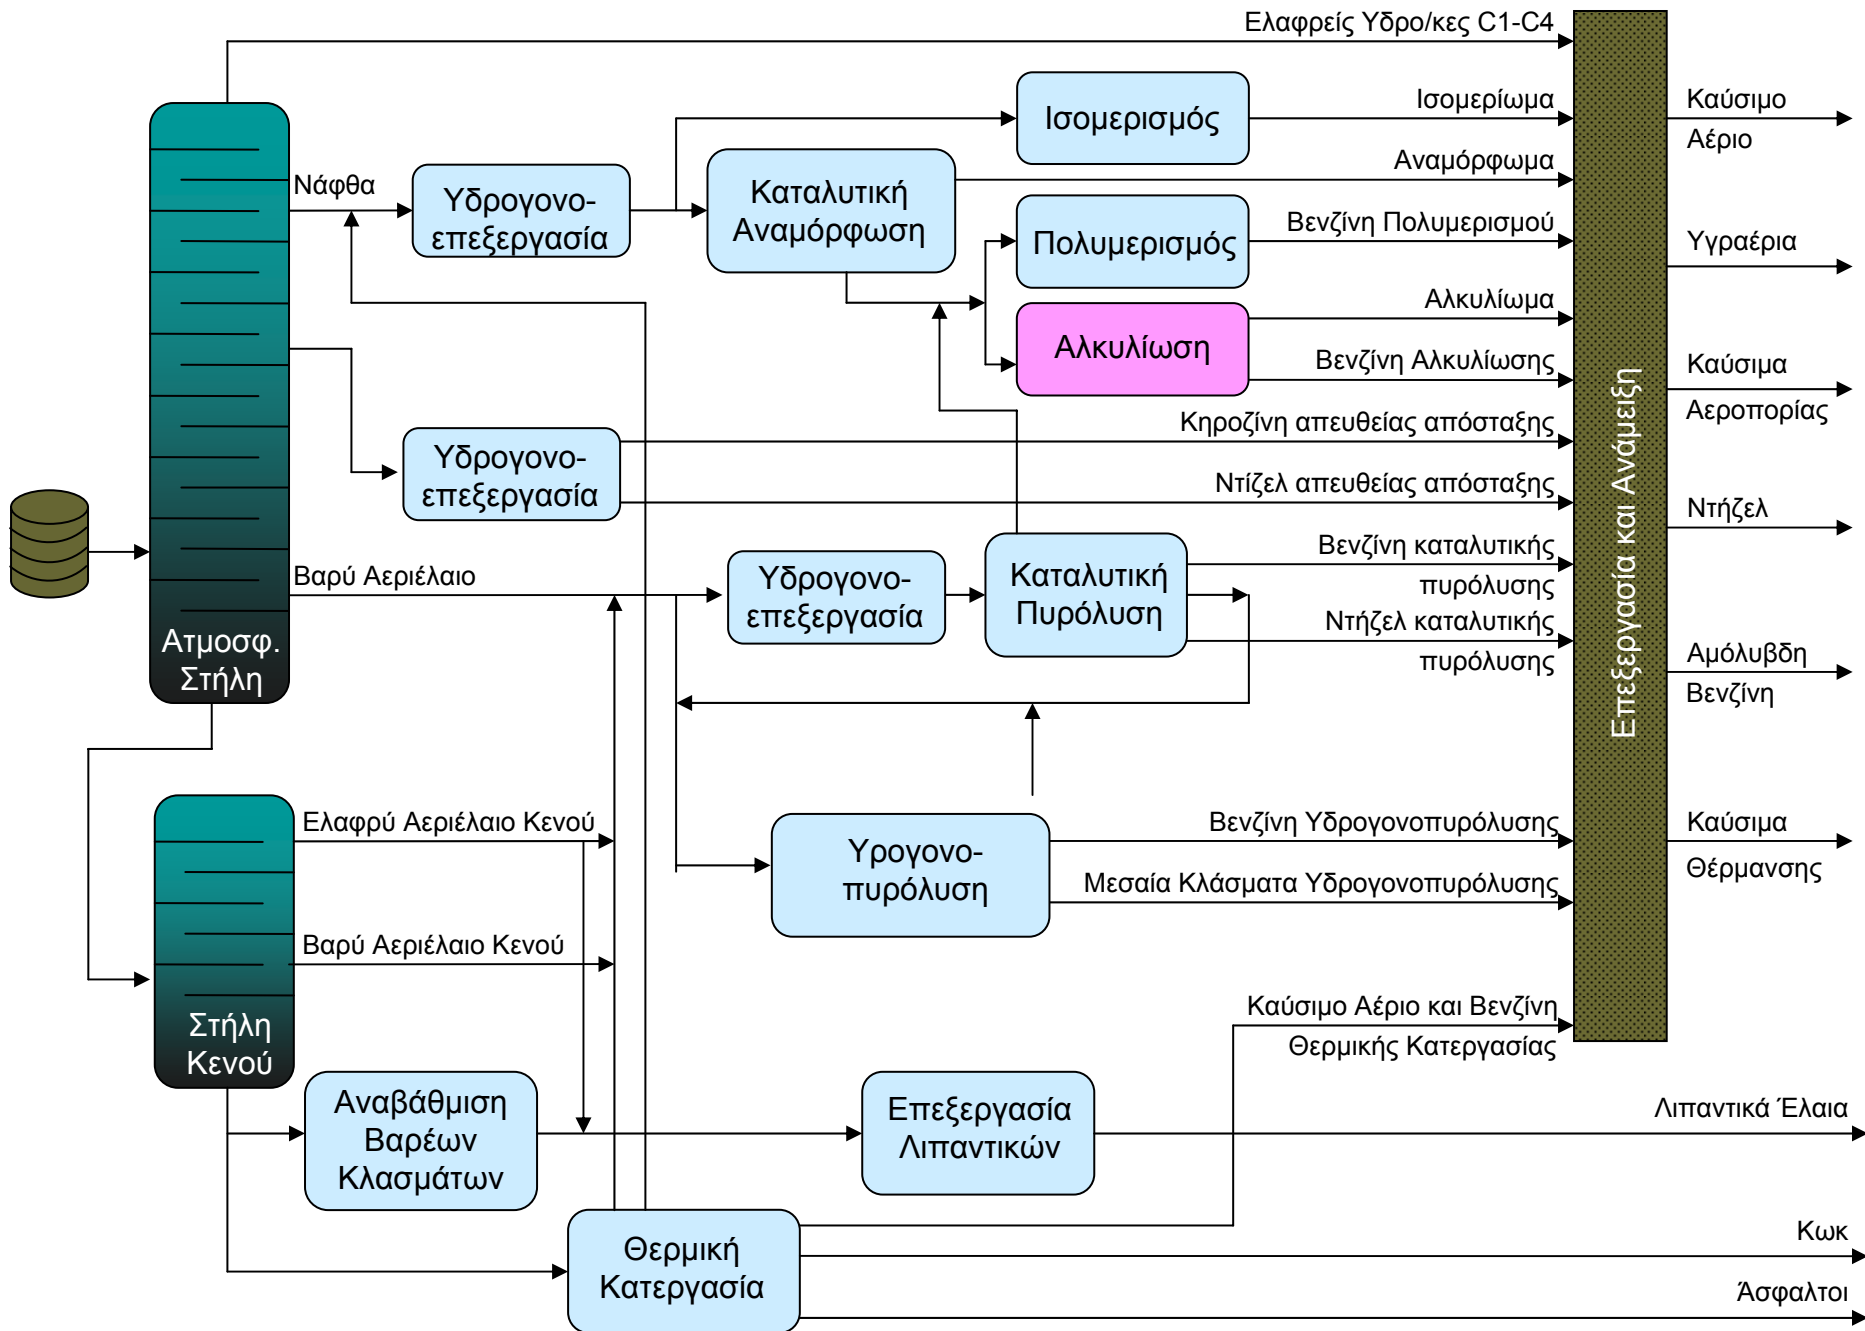 Ελαφρείς Υδρο/κες C1-C4
Ισομερισμός
Ισομερίωμα
Καύσιμο
Αέριο
Νάφθα
Υδρογονο-
επεξεργασία
Καταλυτική
Αναμόρφωση
Αναμόρφωμα
Πολυμερισμός
Βενζίνη Πολυμερισμού
Υγραέρια
Αλκυλίωση
Αλκυλίωμα
Βενζίνη Αλκυλίωσης
Καύσιμα
Αεροπορίας
Υδρογονο-
επεξεργασία
Κηροζίνη απευθείας απόσταξης
Ντίζελ απευθείας απόσταξης
Επεξεργασία και Ανάμειξη
Ντήζελ
Βαρύ Αεριέλαιο
Υδρογονο-
επεξεργασία
Καταλυτική
Πυρόλυση
Βενζίνη καταλυτικής
πυρόλυσης
Ντήζελ καταλυτικής
πυρόλυσης
Ατμοσφ.
Στήλη
Αμόλυβδη
Βενζίνη
Ελαφρύ Αεριέλαιο Κενού
Υρογονο-
πυρόλυση
Βενζίνη Υδρογονοπυρόλυσης
Μεσαία Κλάσματα Υδρογονοπυρόλυσης
Καύσιμα
Θέρμανσης
Βαρύ Αεριέλαιο Κενού
Στήλη
Κενού
Καύσιμο Αέριο και Βενζίνη
Θερμικής Κατεργασίας
Αναβάθμιση
Βαρέων
Κλασμάτων
Επεξεργασία
Λιπαντικών
Λιπαντικά Έλαια
Θερμική
Κατεργασία
Κωκ
Άσφαλτοι